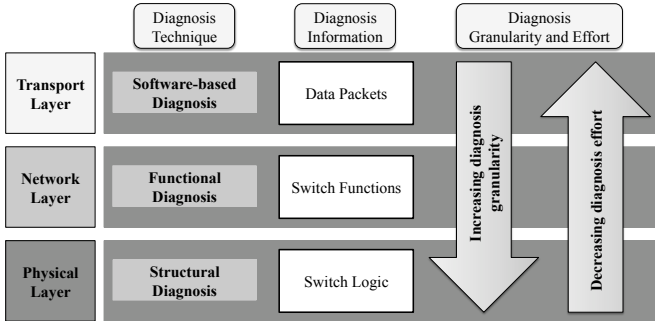 Diagnosis
Technique
Diagnosis
Information
Diagnosis
Granularity and Effort
Transport
Layer
Software-based
Diagnosis
Data Packets
Network
Layer
Functional
Diagnosis
Switch Functions
Physical
Layer
Structural
Diagnosis
Switch Logic
Increasing diagnosis
granularity
Decreasing diagnosis effort